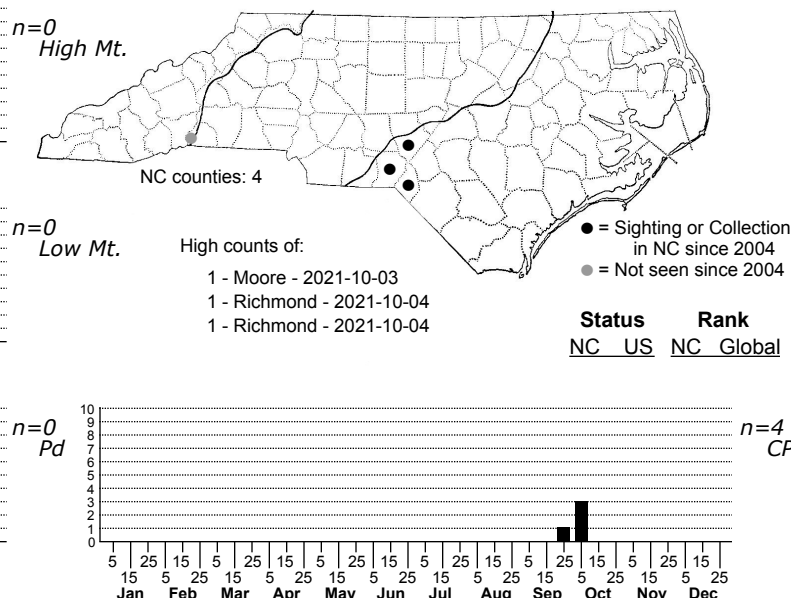 n=0
High Mt.
NC counties: 4
n=0
Low Mt.
High counts of:
1 - Moore - 2021-10-03
1 - Richmond - 2021-10-04
1 - Richmond - 2021-10-04
● = Sighting or Collection
in NC since 2004
● = Not seen since 2004
Status Rank
NC US NC Global
n=0
Pd
n=4
CP
10
9
8
7
6
5
4
3
2
1
0
5 25 15 5 25 15 5 25 15 5 25 15 5 25 15 5 25 15
15 5 25 15 5 25 15 5 25 15 5 25 15 5 25 15 5 25
Jan Feb Mar Apr May Jun Jul Aug Sep Oct Nov Dec